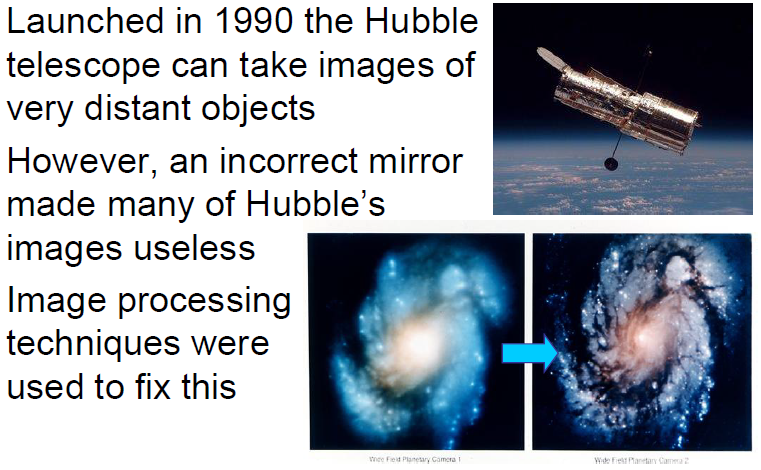 Launched in 1990 the Hubble
telescope can take images of
very distant objects
However, an incorrect mirror
made many of Hubble's
images useless
Image processing
techniques were
used to fix this
Wide Field Planetary Camera 1
Wide Field Planetary Camera 2